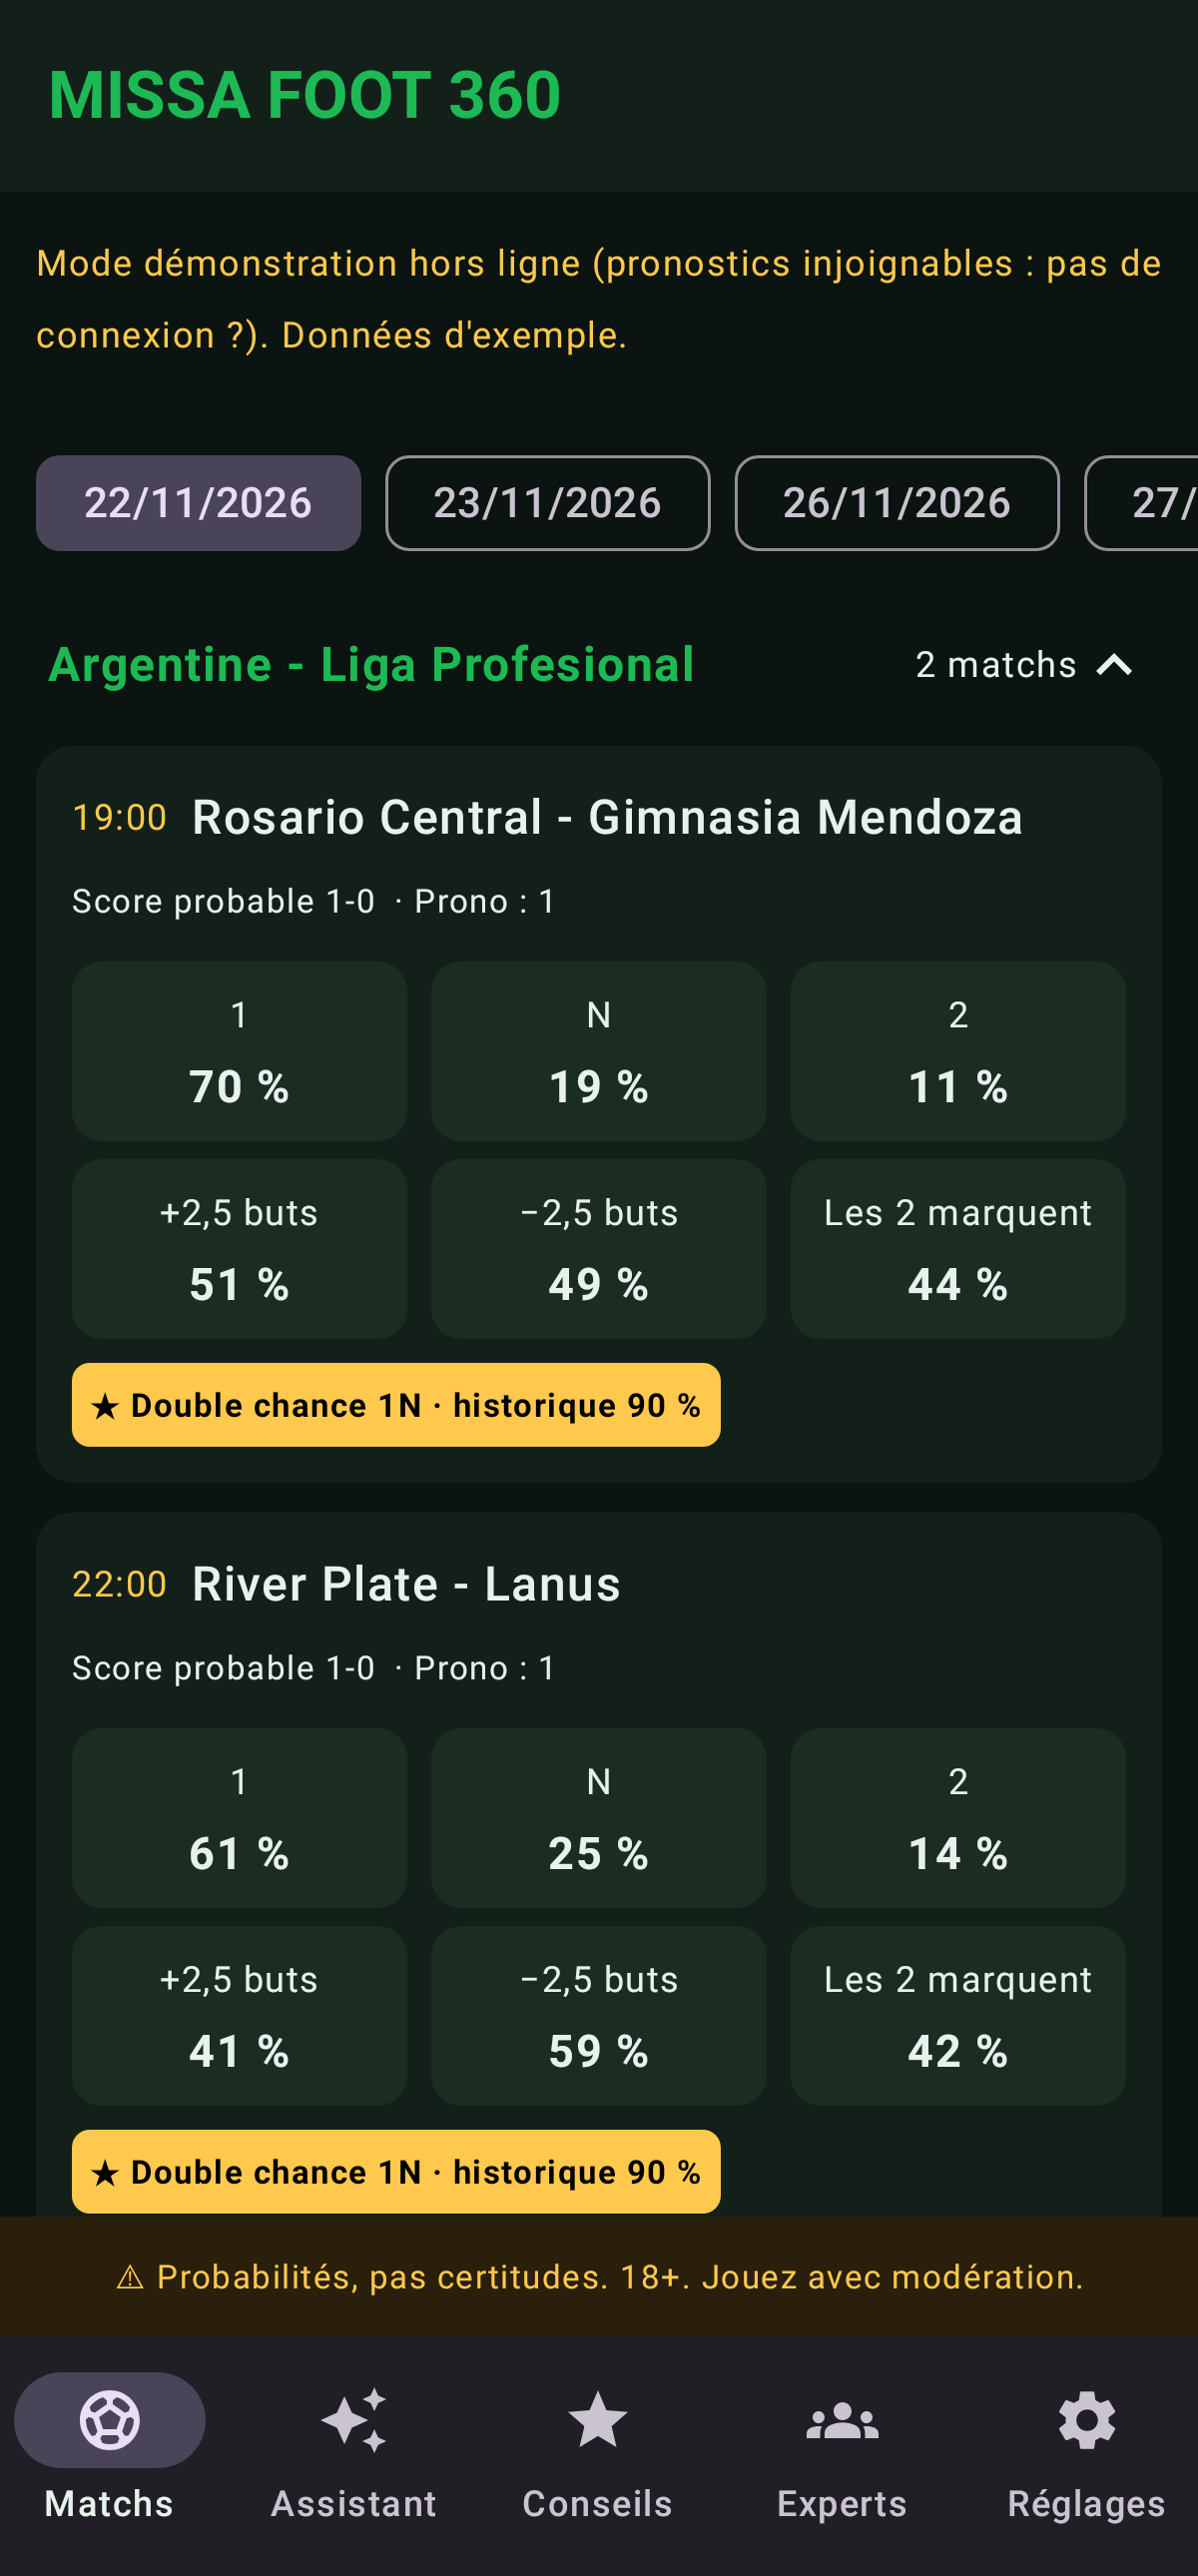 MISSA FOOT 360
Mode démonstration hors ligne (pronostics injoignables : pas de
connexion ?). Données d'exemple.
22/11/2026
23/11/2026
26/11/2026
27/
Argentine - Liga Profesional
2 matchs
19:00 Rosario Central - Gimnasia Mendoza
Score probable 1-0 · Prono : 1
1
N
2
70 %
19 %
11 %
+2,5 buts
−2,5 buts
Les 2 marquent
51 %
49 %
44 %
★ Double chance 1N · historique 90 %
22:00 River Plate - Lanus
Score probable 1-0 · Prono : 1
1
N
2
61 %
25 %
14 %
+2,5 buts
−2,5 buts
Les 2 marquent
41 %
59 %
42 %
★ Double chance 1N · historique 90 %
⚠ Probabilités, pas certitudes. 18+. Jouez avec modération.
Matchs
Assistant
Conseils
Experts
Réglages